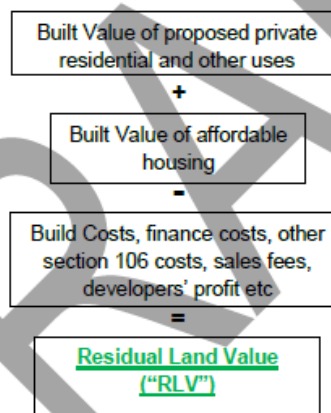 Built Value of proposed private
residential and other uses
+
Built Value of affordable
housing
-
Build Costs, finance costs, other
section 106 costs, sales fees,
developers' profit etc
=
Residual Land Value
("RLV")